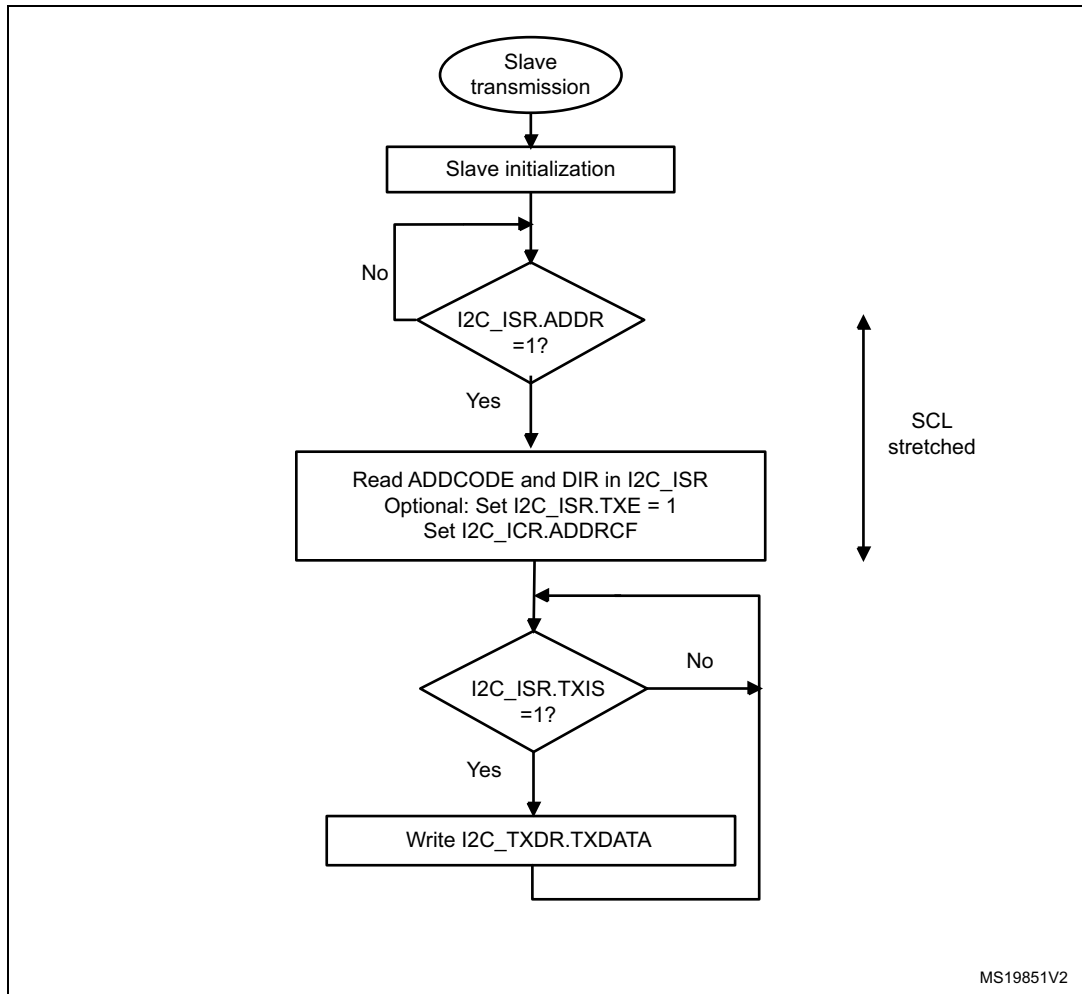 Slave
transmission
Slave initialization
No
I2C_ISR.ADDR
=1?
Yes
SCL
stretched
Read ADDCODE and DIR in I2C_ISR
Optional: Set I2C_ISR.TXE = 1
Set I2C_ICR.ADDRCF
No
I2C_ISR.TXIS
=1?
Yes
Write I2C_TXDR.TXDATA
MS19851V2